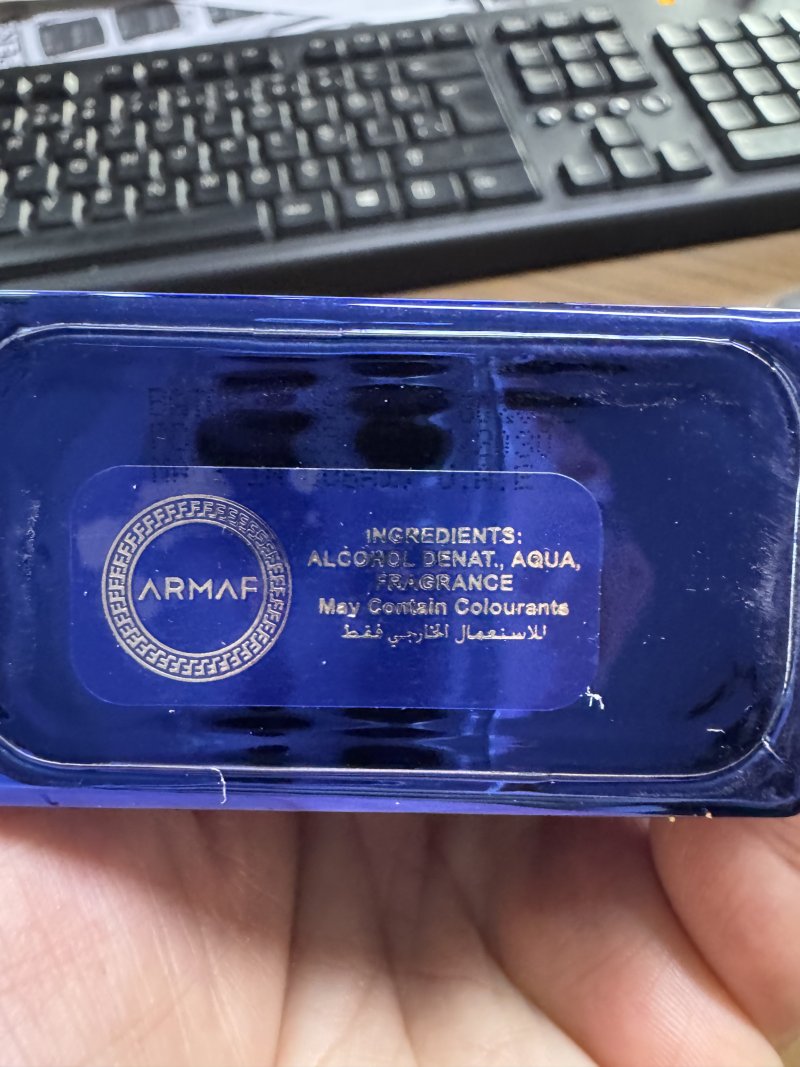 ARMAF
INGREDIENTS:
ALCOHOL DENAT., AQUA,
FRAGRANCE
May Contain Colourants
للاستعمال الخارجي فقط